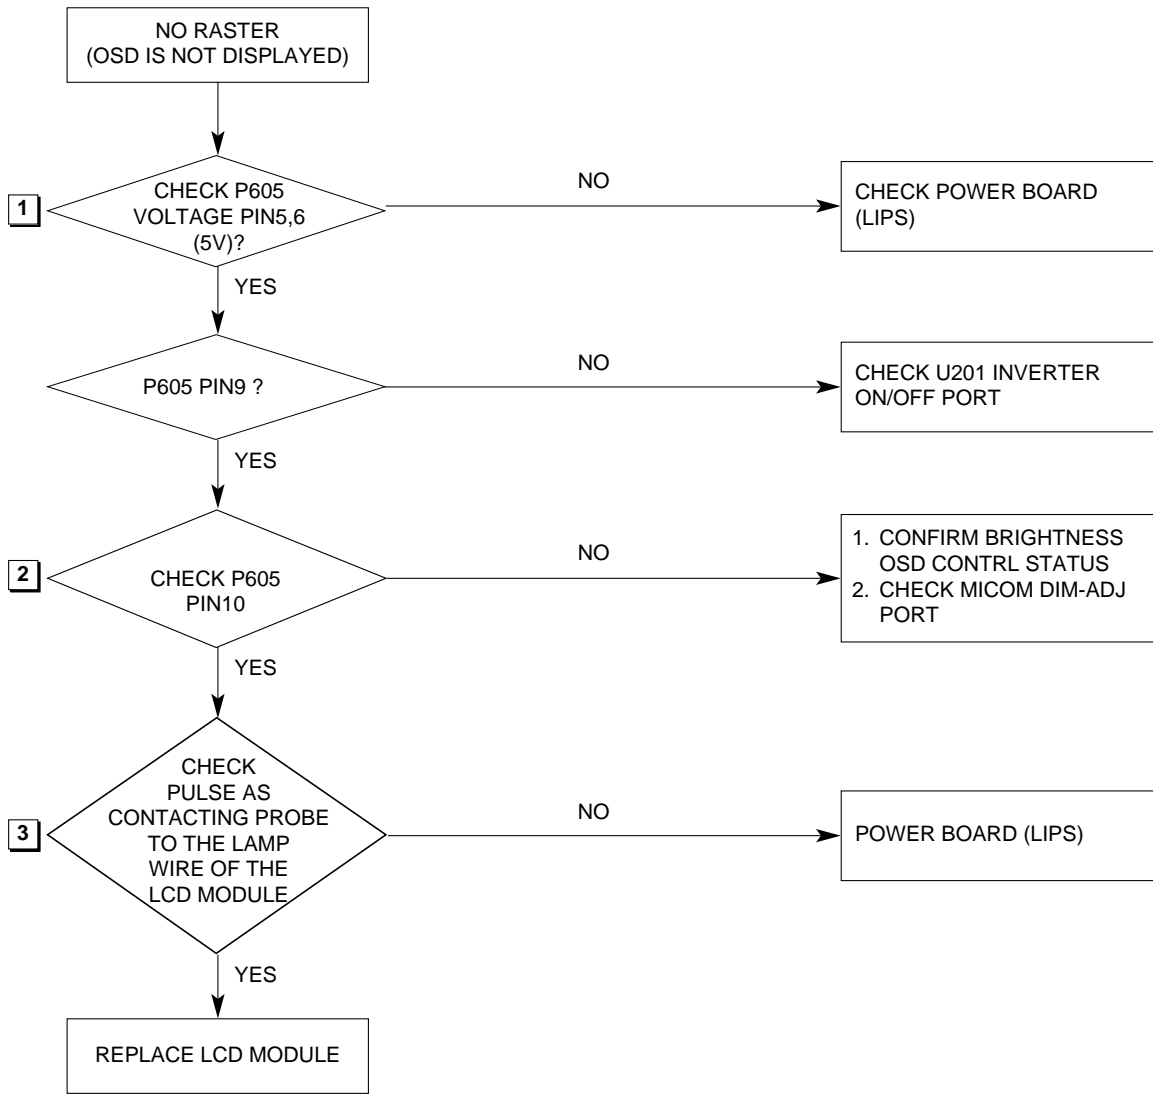 NO RASTER
(OSD IS NOT DISPLAYED)
1
CHECK P605
VOLTAGE PIN5,6
(5V)?
NO
CHECK POWER BOARD
(LIPS)
YES
P605 PIN9 ?
NO
CHECK U201 INVERTER
ON/OFF PORT
YES
2
CHECK P605
PIN10
NO
1. CONFIRM BRIGHTNESS
OSD CONTRL STATUS
2. CHECK MICOM DIM-ADJ
PORT
YES
3
CHECK
PULSE AS
CONTACTING PROBE
TO THE LAMP
WIRE OF THE
LCD MODULE
NO
POWER BOARD (LIPS)
YES
REPLACE LCD MODULE